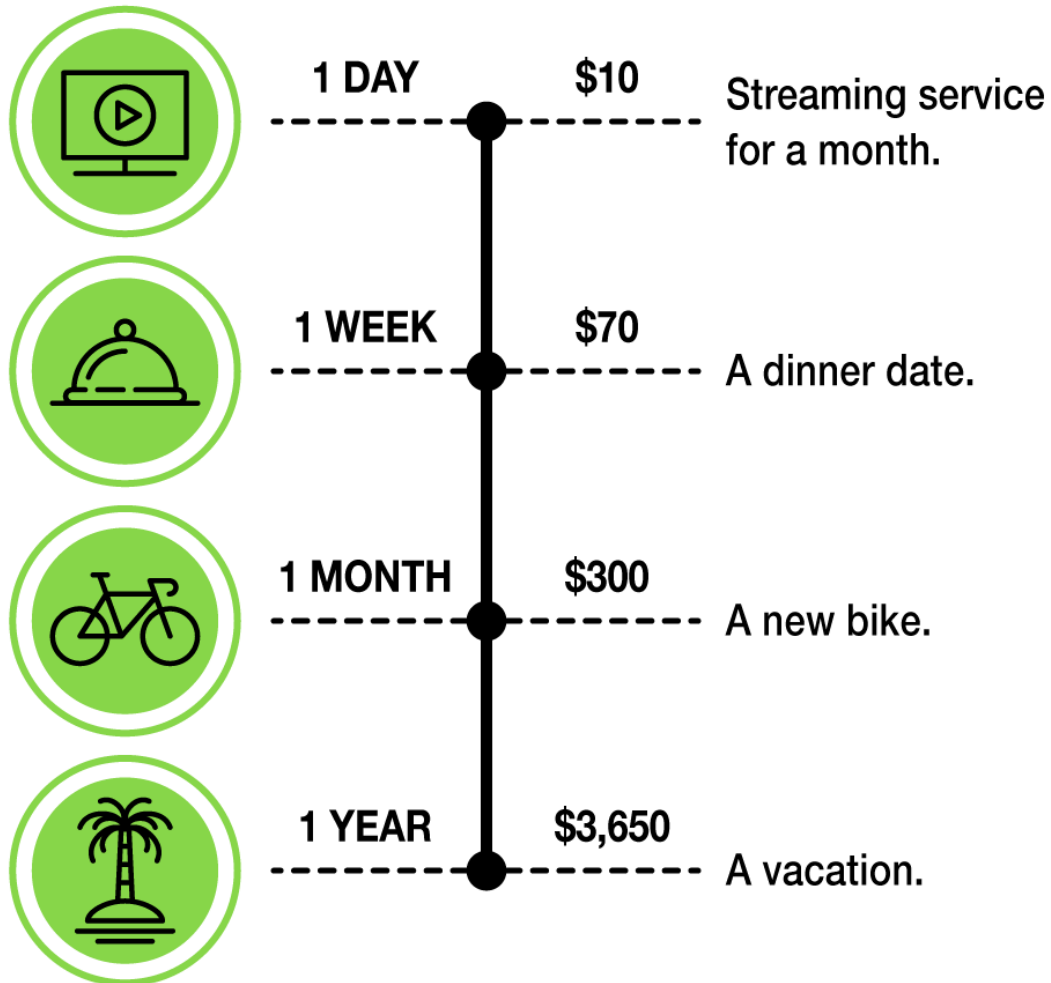 1 DAY $10 Streaming service
for a month.
1 WEEK $70 A dinner date.
1 MONTH $300 A new bike.
1 YEAR $3,650 A vacation.